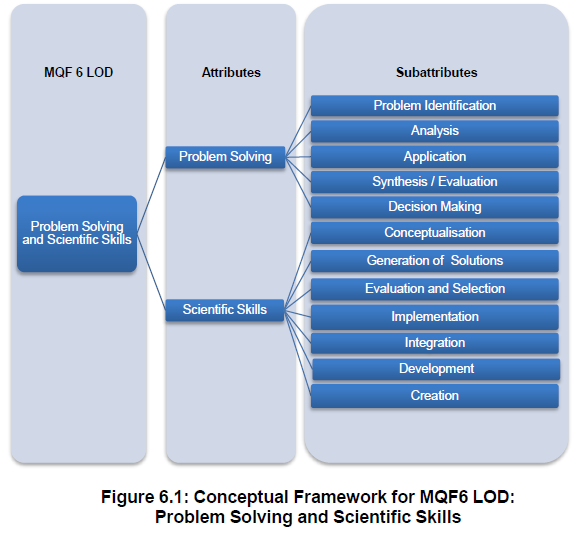 MQF 6 LOD
Attributes
Subattributes
Problem Solving
and Scientific Skills
Problem Solving
Scientific Skills
Problem Identification
Analysis
Application
Synthesis / Evaluation
Decision Making
Conceptualisation
Generation of Solutions
Evaluation and Selection
Implementation
Integration
Development
Creation
Figure 6.1: Conceptual Framework for MQF6 LOD:
Problem Solving and Scientific Skills